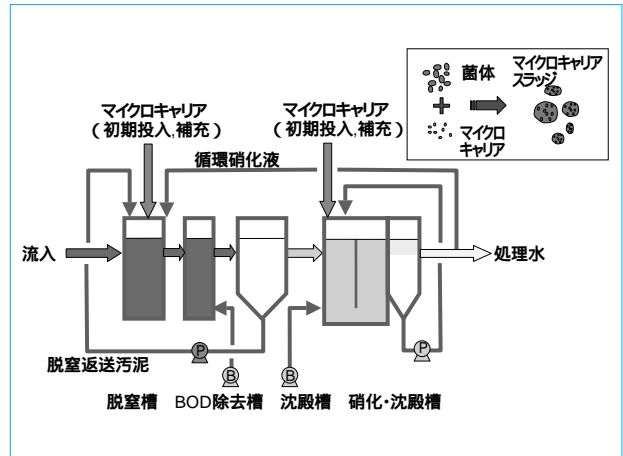 菌体
マイクロキャリア
スラッジ
マイクロ
キャリア
マイクロキャリア
（初期投入,補充）
マイクロキャリア
（初期投入,補充）
循環硝化液
流入
処理水
P
P
脱窒返送汚泥
B
B
脱窒槽
BOD除去槽
沈殿槽
硝化・沈殿槽